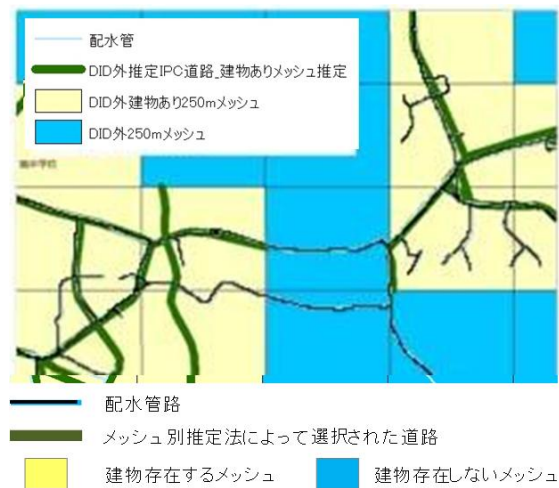 配水管
DID外推定IPC道路_建物ありメッシュ推定
DID外建物あり250mメッシュ
DID外250mメッシュ
配水管路
メッシュ別推定法によって選択された道路
建物存在するメッシュ
建物存在しないメッシュ